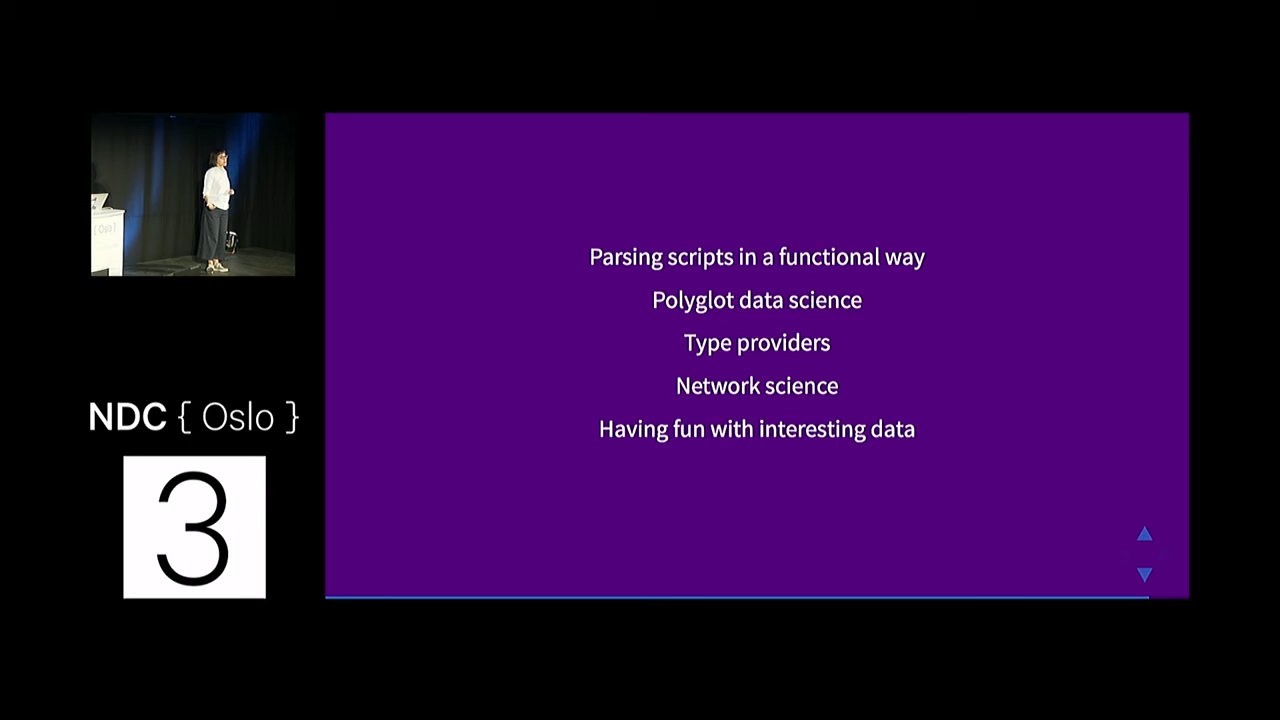 Parsing scripts in a functional way
Polyglot data science
Type providers
Network science
Having fun with interesting data
NDC { Oslo }
3